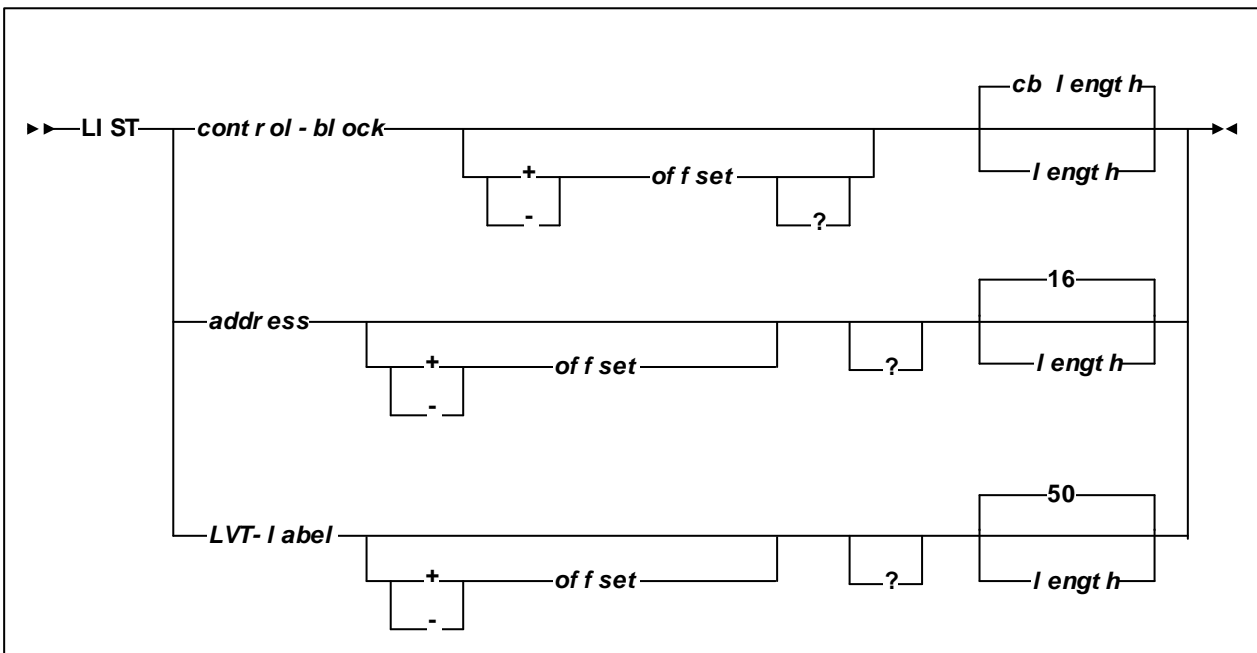 cb length
LIST control-block
+ offset length
- ?
16
address
+ offset ? length
-
50
LVT-label
+ offset ? length
-